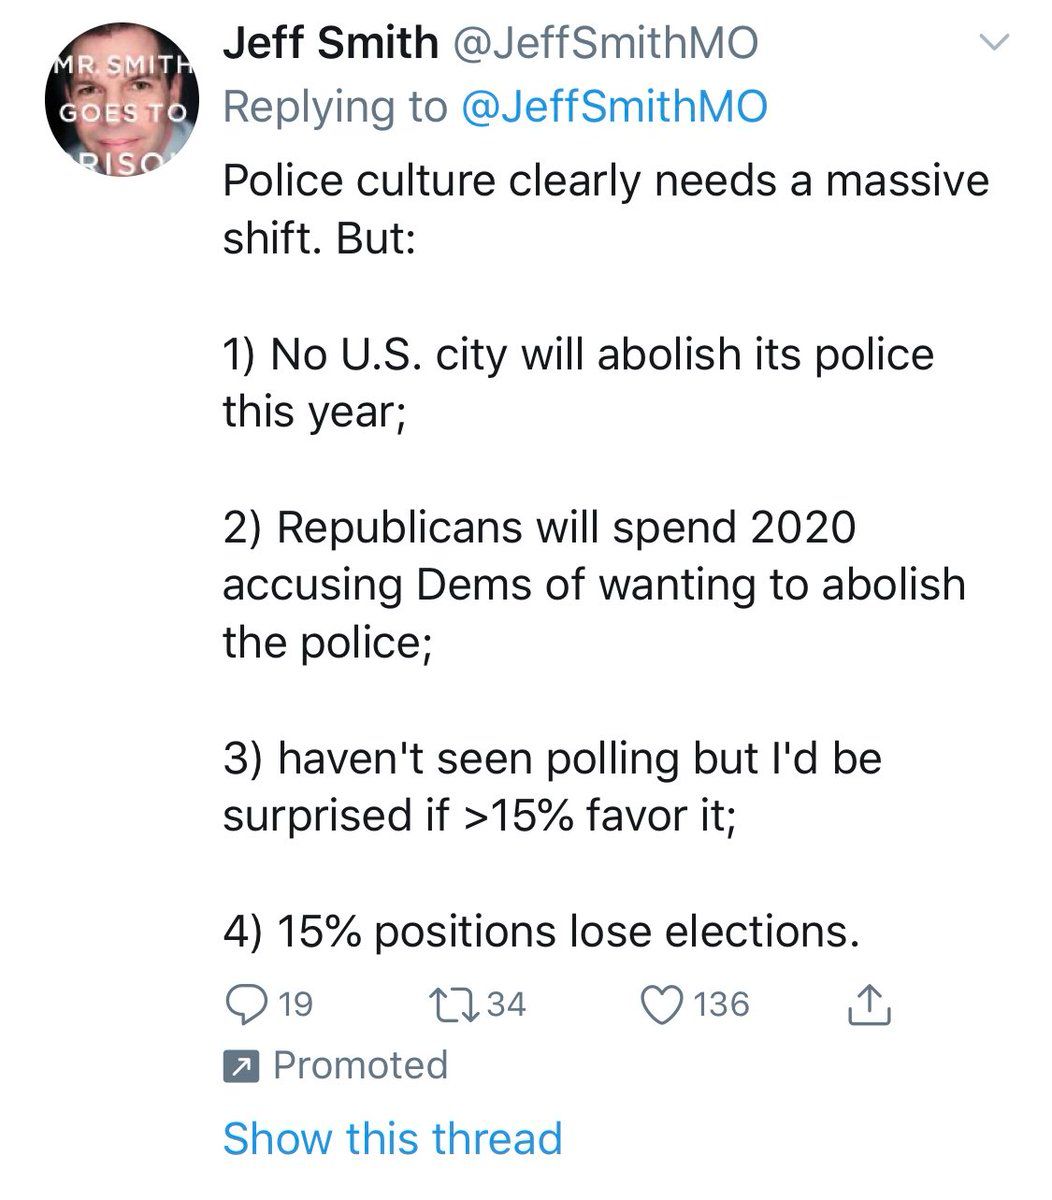 Jeff Smith @JeffSmithMO
MR. SMITH
GOES TO
RISO
Replying to @JeffSmithMO
Police culture clearly needs a massive
shift. But:
1) No U.S. city will abolish its police
this year;
2) Republicans will spend 2020
accusing Dems of wanting to abolish
the police;
3) haven't seen polling but I'd be
surprised if >15% favor it;
4) 15% positions lose elections.
19 34 136
Promoted
Show this thread